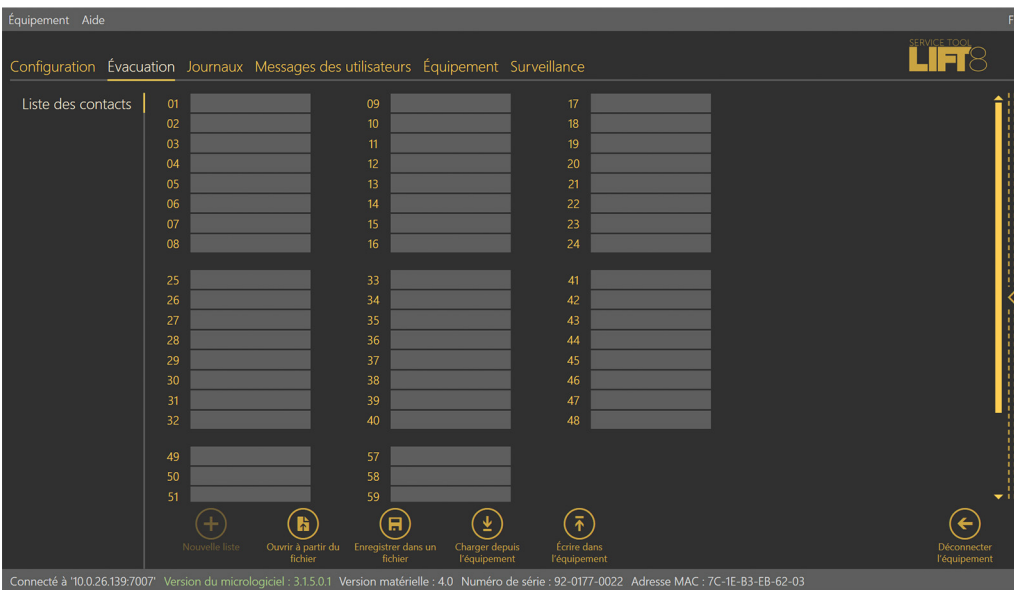 Équipement Aide F
SERVICE TOOL
LIFT8
Configuration Évacuation Journaux Messages des utilisateurs Équipement Surveillance
Liste des contacts
01 09 17
02 10 18
03 11 19
04 12 20
05 13 21
06 14 22
07 15 23
08 16 24
25 33 41
26 34 42
27 35 43
28 36 44
29 37 45
30 38 46
31 39 47
32 40 48
49 57
50 58
51 59
Nouvelle liste
Ouvrir à partir du
fichier
Enregistrer dans un
fichier
Charger depuis
l'équipement
Écrire dans
l'équipement
Déconnecter
l'équipement
Connecté à '10.0.26.139:7007' Version du micrologiciel : 3.1.5.0.1 Version matérielle : 4.0 Numéro de série : 92-0177-0022 Adresse MAC : 7C-1E-B3-EB-62-03